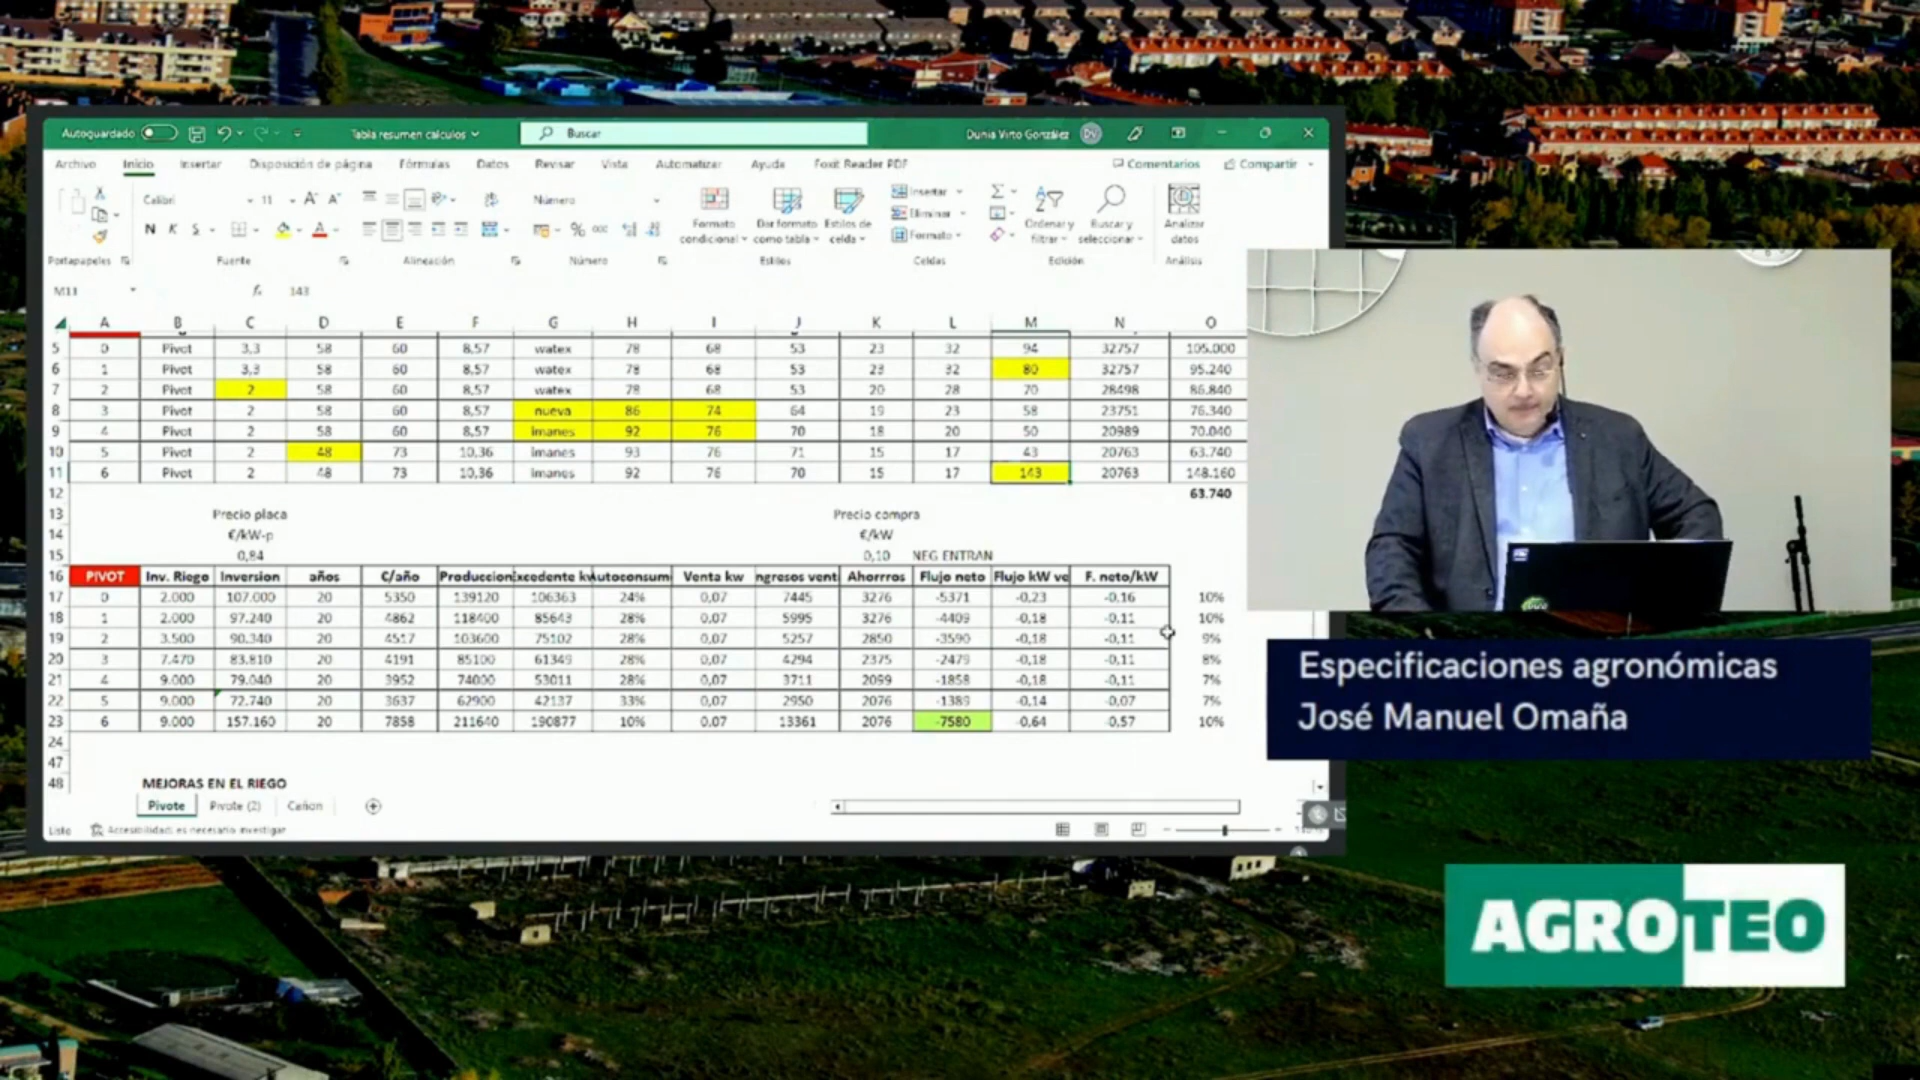 Autoguardado Tabla resumen calculos Buscar Dunia Virto González DV
Archivo Inicio Insertar Disposición de página Fórmulas Datos Revisar Vista Automatizar Ayuda Foxit Reader PDF Comentarios Compartir
Calibri 11 Número Insertar
N K S Formato condicional Dar formato como tabla Estilos de celda Eliminar Ordenar y filtrar Buscar y seleccionar Analizar datos
Formato
Portapapeles Fuente Alineación Número Estilos Celdas Edición Análisis
M11 fx 143
A B C D E F G H I J K L M N O
5 0 Pivot 3,3 58 60 8,57 watex 78 68 53 23 32 94 32757 105.000
6 1 Pivot 3,3 58 60 8,57 watex 78 68 53 23 32 80 32757 95.240
7 2 Pivot 2 58 60 8,57 watex 78 68 53 20 28 70 28498 86.840
8 3 Pivot 2 58 60 8,57 nueva 86 74 64 19 23 58 23751 76.340
9 4 Pivot 2 58 60 8,57 imanes 92 76 70 18 20 50 20989 70.040
10 5 Pivot 2 48 73 10,36 imanes 93 76 71 15 17 43 20763 63.740
11 6 Pivot 2 48 73 10,36 imanes 92 76 70 15 17 143 20763 148.160
12 63.740
13 Precio placa Precio compra
14 €/kW-p €/kW
15 0,84 0,10 NEG ENTRAN
16 PIVOT Inv. Riego Inversion años C/año Produccion Excedente kw Autoconsum Venta kw ngresos vent Ahorrros Flujo neto Flujo kW ve F. neto/kW
17 0 2.000 107.000 20 5350 139120 106363 24% 0,07 7445 3276 -5371 -0,23 -0,16 10%
18 1 2.000 97.240 20 4862 118400 85643 28% 0,07 5995 3276 -4409 -0,18 -0,11 10%
19 2 3.500 90.340 20 4517 103600 75102 28% 0,07 5257 2850 -3590 -0,18 -0,11 9%
20 3 7.470 83.810 20 4191 85100 61349 28% 0,07 4294 2375 -2479 -0,18 -0,11 8%
21 4 9.000 79.040 20 3952 74000 53011 28% 0,07 3711 2099 -1858 -0,18 -0,11 7%
22 5 9.000 72.740 20 3637 62900 42137 33% 0,07 2950 2076 -1389 -0,14 -0,07 7%
23 6 9.000 157.160 20 7858 211640 190877 10% 0,07 13361 2076 -7580 -0,64 -0,57 10%
24
47
48 MEJORAS EN EL RIEGO
Pivote Pivote (2) Cañon
Listo Accesibilidad: es necesario investigar
Especificaciones agronómicas
José Manuel Omaña
AGROTEO